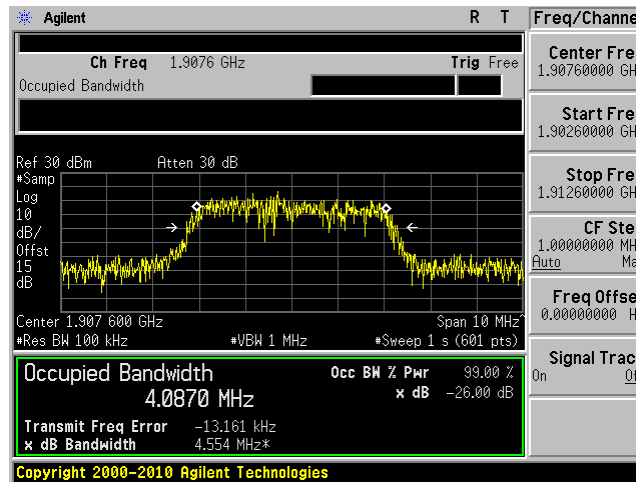 Agilent R T
Freq/Channe
Ch Freq 1.9076 GHz Trig Free
Occupied Bandwidth
Center Fre
1.90760000 GH
Start Fre
1.90260000 GH
Stop Fre
1.91260000 GH
CF Ste
1.00000000 MH
Auto Ma
Freq Offse
0.00000000 H
Signal Trac
On Of
Ref 30 dBm Atten 30 dB
#Samp
Log
10
dB/
Offst
15
dB
Center 1.907 600 GHz Span 10 MHz^
#Res BW 100 kHz #VBW 1 MHz #Sweep 1 s (601 pts)
Occupied Bandwidth Occ BW % Pwr 99.00 %
4.0870 MHz x dB -26.00 dB
Transmit Freq Error -13.161 kHz
x dB Bandwidth 4.554 MHz*
Copyright 2000-2010 Agilent Technologies